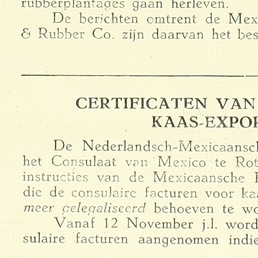 rubberplantages gaan herleven.
De berichten omtrent de Mex
& Rubber Co. zijn daarvan het bes
CERTIFICATEN VAN
KAAS-EXPO
De Nederlandsch-Mexicaansc
het Consulaat van Mexico te Rot
instructies van de Mexicaansche
die de consulaire facturen voor ka
meer gelegaliseerd behoeven te wo
Vanaf 12 November j.l. word
sulaire facturen aangenomen indie